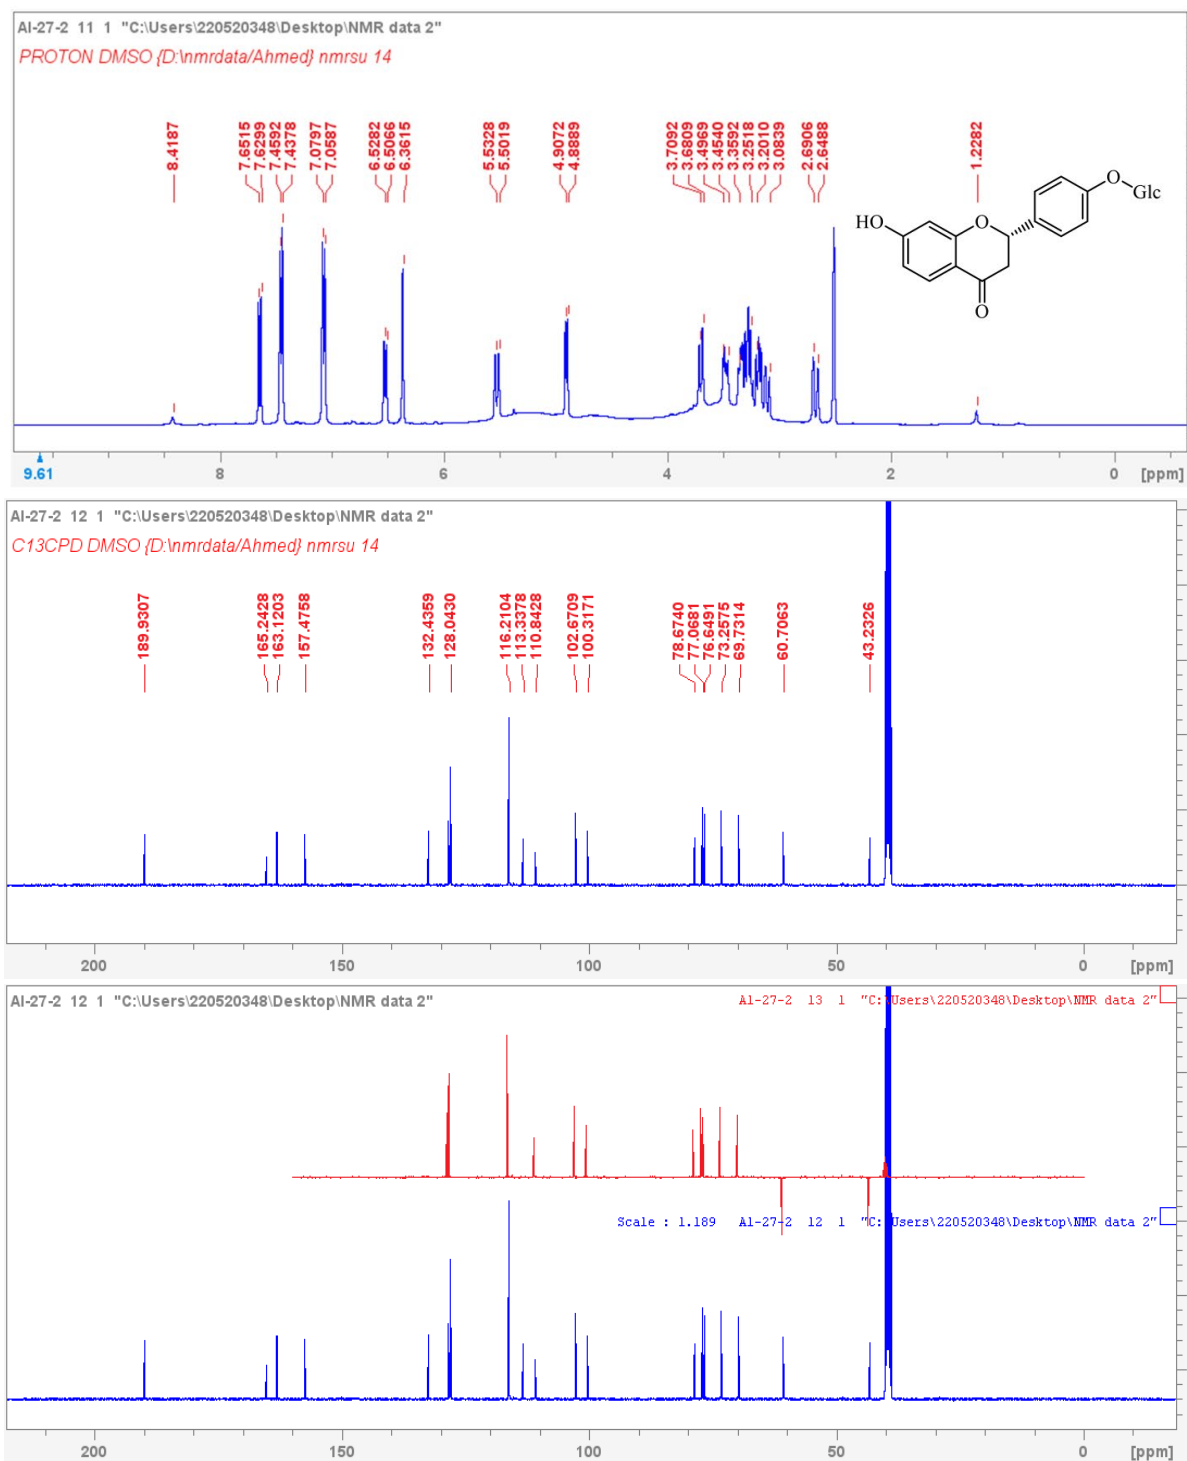 AI-27-2 11 1 "C:\Users\220520348\Desktop\NMR data 2"
PROTON DMSO {D:\nmrdata/Ahmed} nmrsu 14
8.4187
7.6515
7.6299
7.4592
7.4378
7.0797
7.0587
6.5282
6.5066
6.3615
5.5328
5.5019
4.9072
4.8889
3.7092
3.6809
3.4969
3.4540
3.3592
3.2518
3.2010
3.0839
2.6906
2.6488
1.2282
HO
O
O
O
Glc
9.61
8 6 4 2 0 [ppm]
AI-27-2 12 1 "C:\Users\220520348\Desktop\NMR data 2"
C13CPD DMSO {D:\nmrdata/Ahmed} nmrsu 14
189.9307
165.2428
163.1203
157.4758
132.4359
128.0430
116.2104
113.3378
110.8428
102.6709
100.3171
78.6740
77.0681
76.6491
73.2575
69.7314
60.7063
43.2326
200 150 100 50 0 [ppm]
AI-27-2 12 1 "C:\Users\220520348\Desktop\NMR data 2"
Al-27-2 13 1 "C:\Users\220520348\Desktop\NMR data 2"
Scale : 1.189 Al-27-2 12 1 "C:\Users\220520348\Desktop\NMR data 2"
200 150 100 50 0 [ppm]